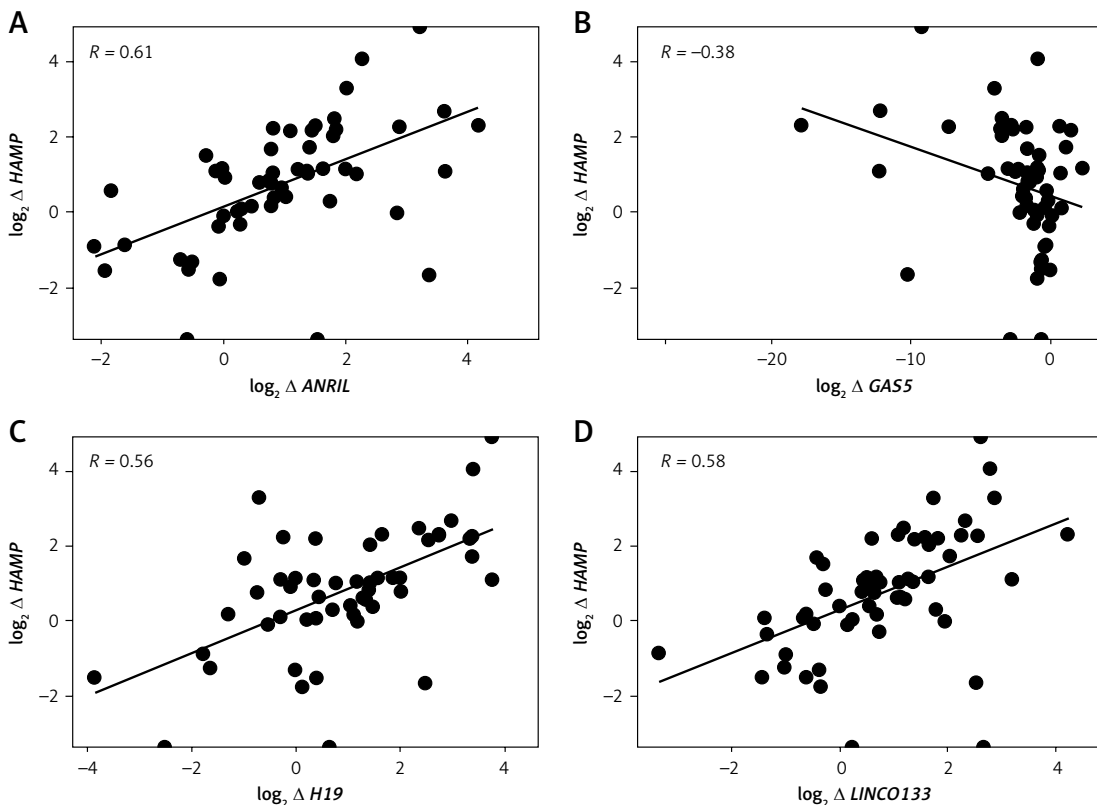 A
R = 0.61
4
2
0
−2
log₂ Δ HAMP
−2 0 2 4
log₂ Δ ANRIL
B
R = −0.38
4
2
0
−2
log₂ Δ HAMP
−20 −10 0
log₂ Δ GAS5
C
R = 0.56
4
2
0
−2
log₂ Δ HAMP
−4 −2 0 2 4
log₂ Δ H19
D
R = 0.58
4
2
0
−2
log₂ Δ HAMP
−2 0 2 4
log₂ Δ LINCO133